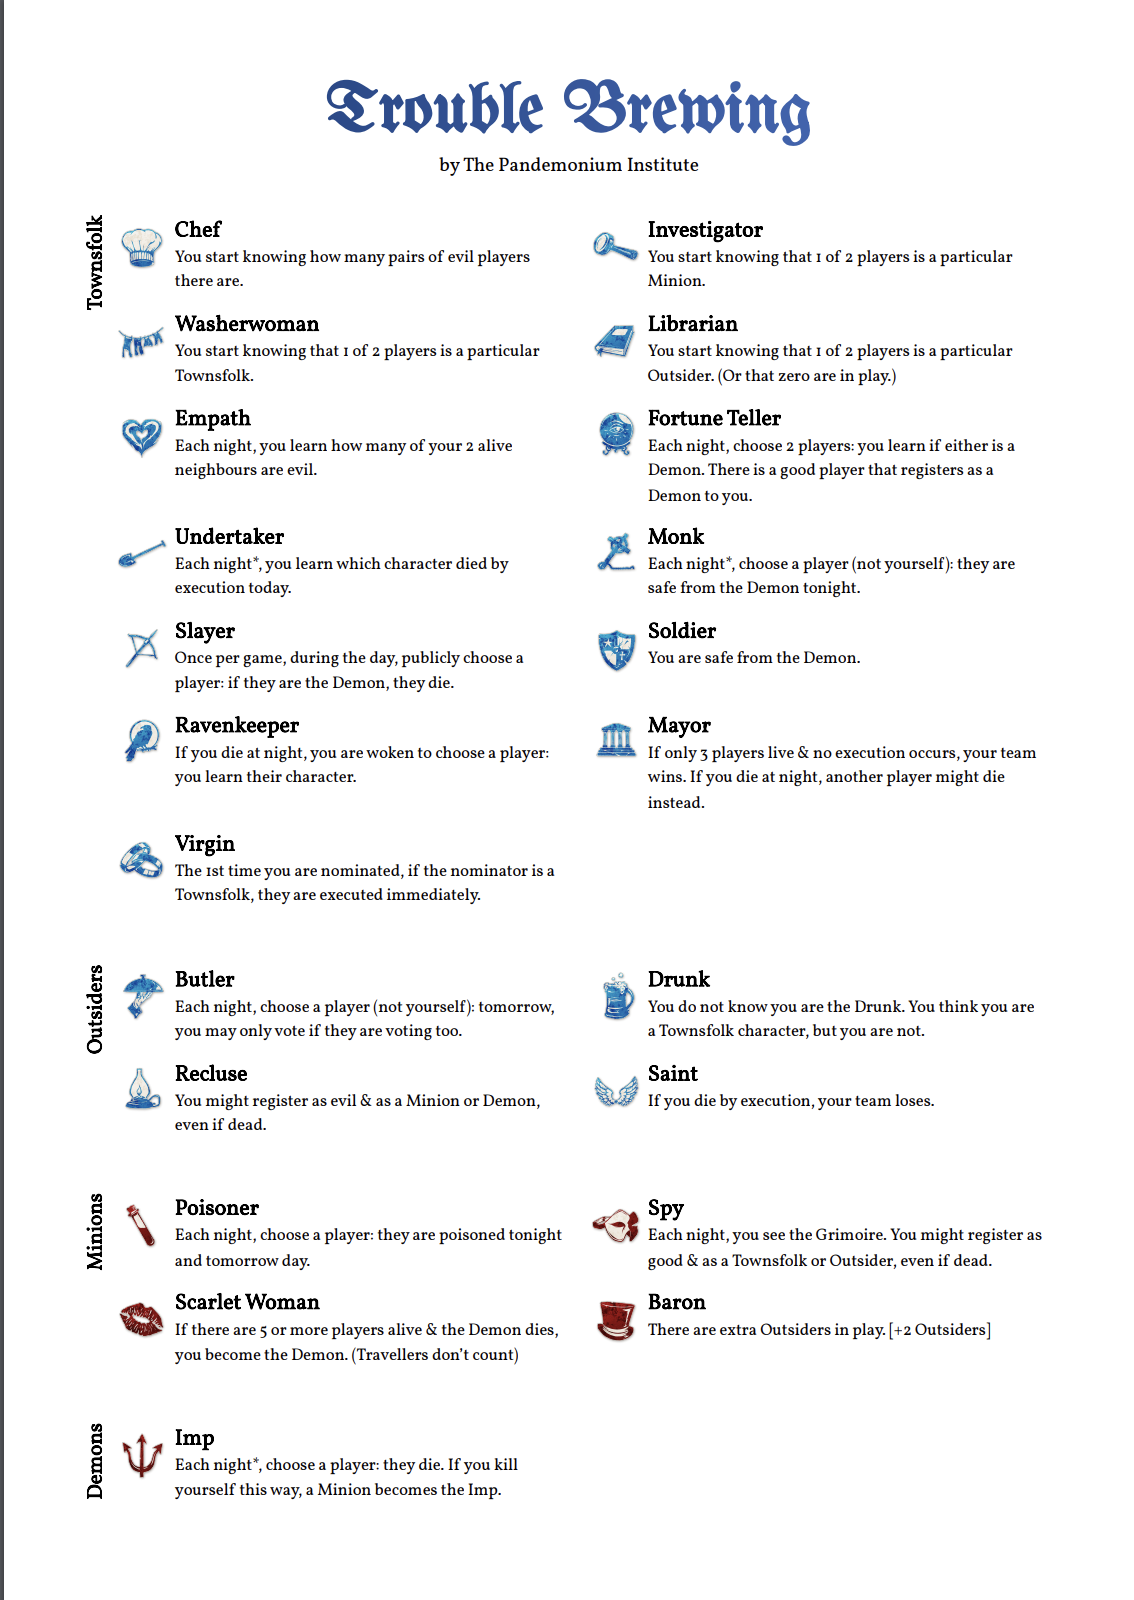 Trouble Brewing
by The Pandemonium Institute
Townsfolk
Chef
You start knowing how many pairs of evil players
there are.
Investigator
You start knowing that 1 of 2 players is a particular
Minion.
Washerwoman
You start knowing that 1 of 2 players is a particular
Townsfolk.
Librarian
You start knowing that 1 of 2 players is a particular
Outsider. (Or that zero are in play.)
Empath
Each night, you learn how many of your 2 alive
neighbours are evil.
Fortune Teller
Each night, choose 2 players: you learn if either is a
Demon. There is a good player that registers as a
Demon to you.
Undertaker
Each night*, you learn which character died by
execution today.
Monk
Each night*, choose a player (not yourself): they are
safe from the Demon tonight.
Slayer
Once per game, during the day, publicly choose a
player: if they are the Demon, they die.
Soldier
You are safe from the Demon.
Ravenkeeper
If you die at night, you are woken to choose a player:
you learn their character.
Mayor
If only 3 players live & no execution occurs, your team
wins. If you die at night, another player might die
instead.
Virgin
The 1st time you are nominated, if the nominator is a
Townsfolk, they are executed immediately.
Outsiders
Butler
Each night, choose a player (not yourself): tomorrow,
you may only vote if they are voting too.
Drunk
You do not know you are the Drunk. You think you are
a Townsfolk character, but you are not.
Recluse
You might register as evil & as a Minion or Demon,
even if dead.
Saint
If you die by execution, your team loses.
Minions
Poisoner
Each night, choose a player: they are poisoned tonight
and tomorrow day.
Spy
Each night, you see the Grimoire. You might register as
good & as a Townsfolk or Outsider, even if dead.
Scarlet Woman
If there are 5 or more players alive & the Demon dies,
you become the Demon. (Travellers don't count)
Baron
There are extra Outsiders in play. [+2 Outsiders]
Demons
Imp
Each night*, choose a player: they die. If you kill
yourself this way, a Minion becomes the Imp.